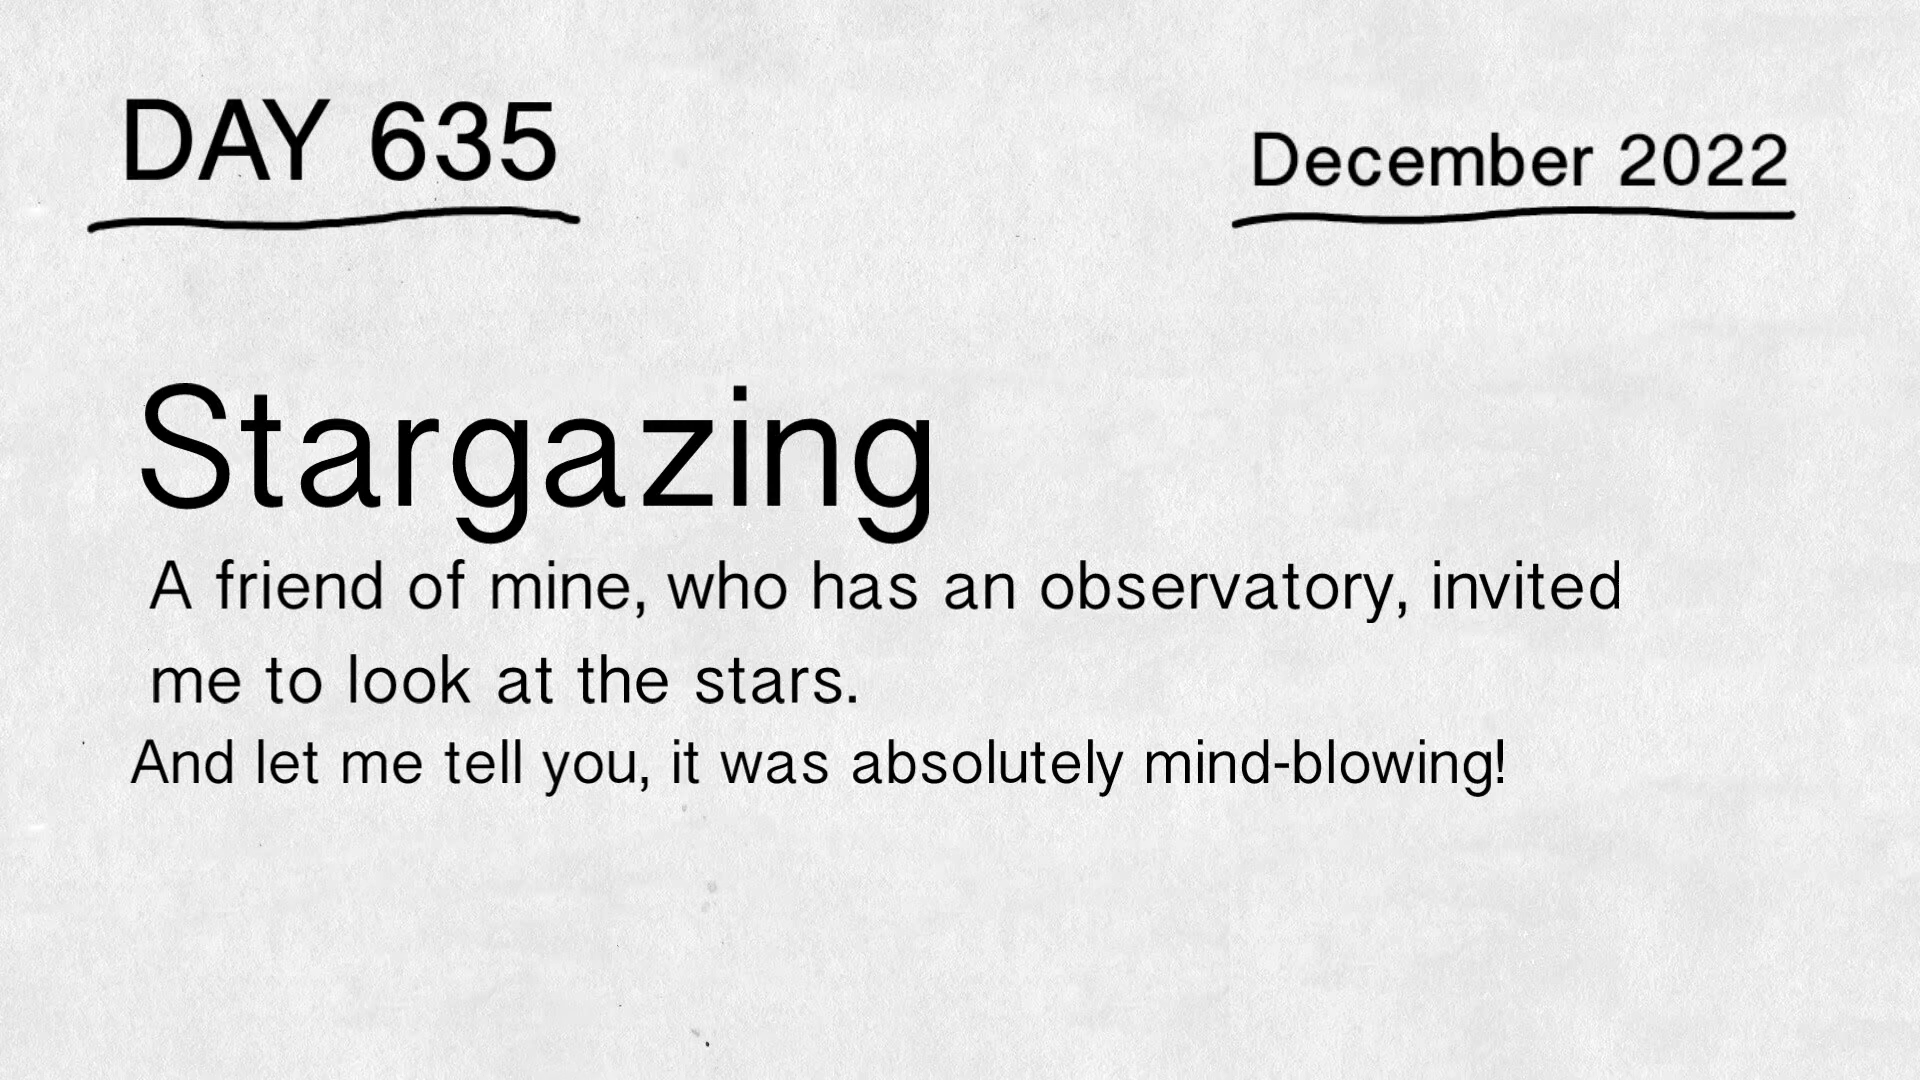 DAY 635
December 2022
Stargazing
A friend of mine, who has an observatory, invited
me to look at the stars.
And let me tell you, it was absolutely mind-blowing!